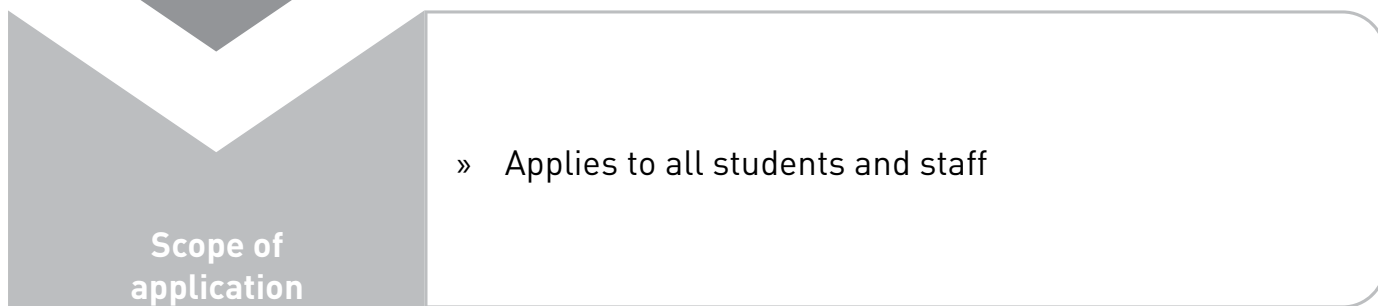 » Applies to all students and staff
Scope of
application